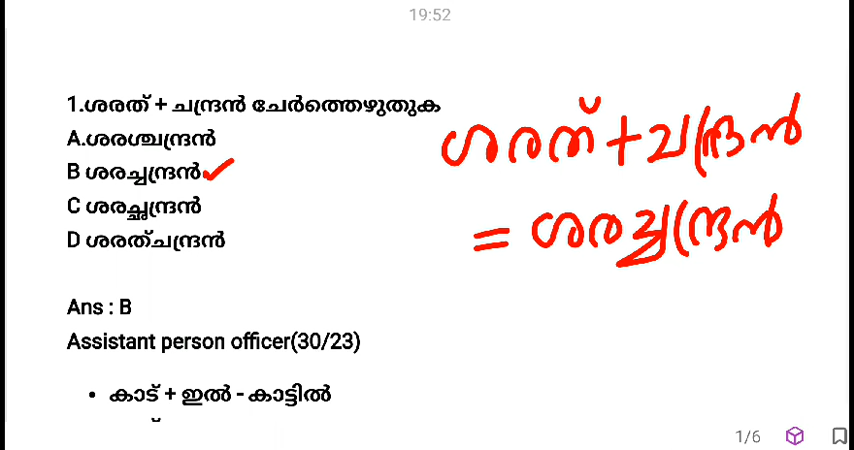 19:52
1.ശരത് + ചന്ദ്രൻ ചേർത്തെഴുതുക
A.ശരശ്ചന്ദ്രൻ
B ശരച്ചന്ദ്രൻ
C ശരച്ഛന്ദ്രൻ
D ശരത്ചന്ദ്രൻ
ശരത് + ചന്ദ്രൻ
= ശരച്ചന്ദ്രൻ
Ans : B
Assistant person officer(30/23)
• കാട് + ഇൽ - കാട്ടിൽ
1/6